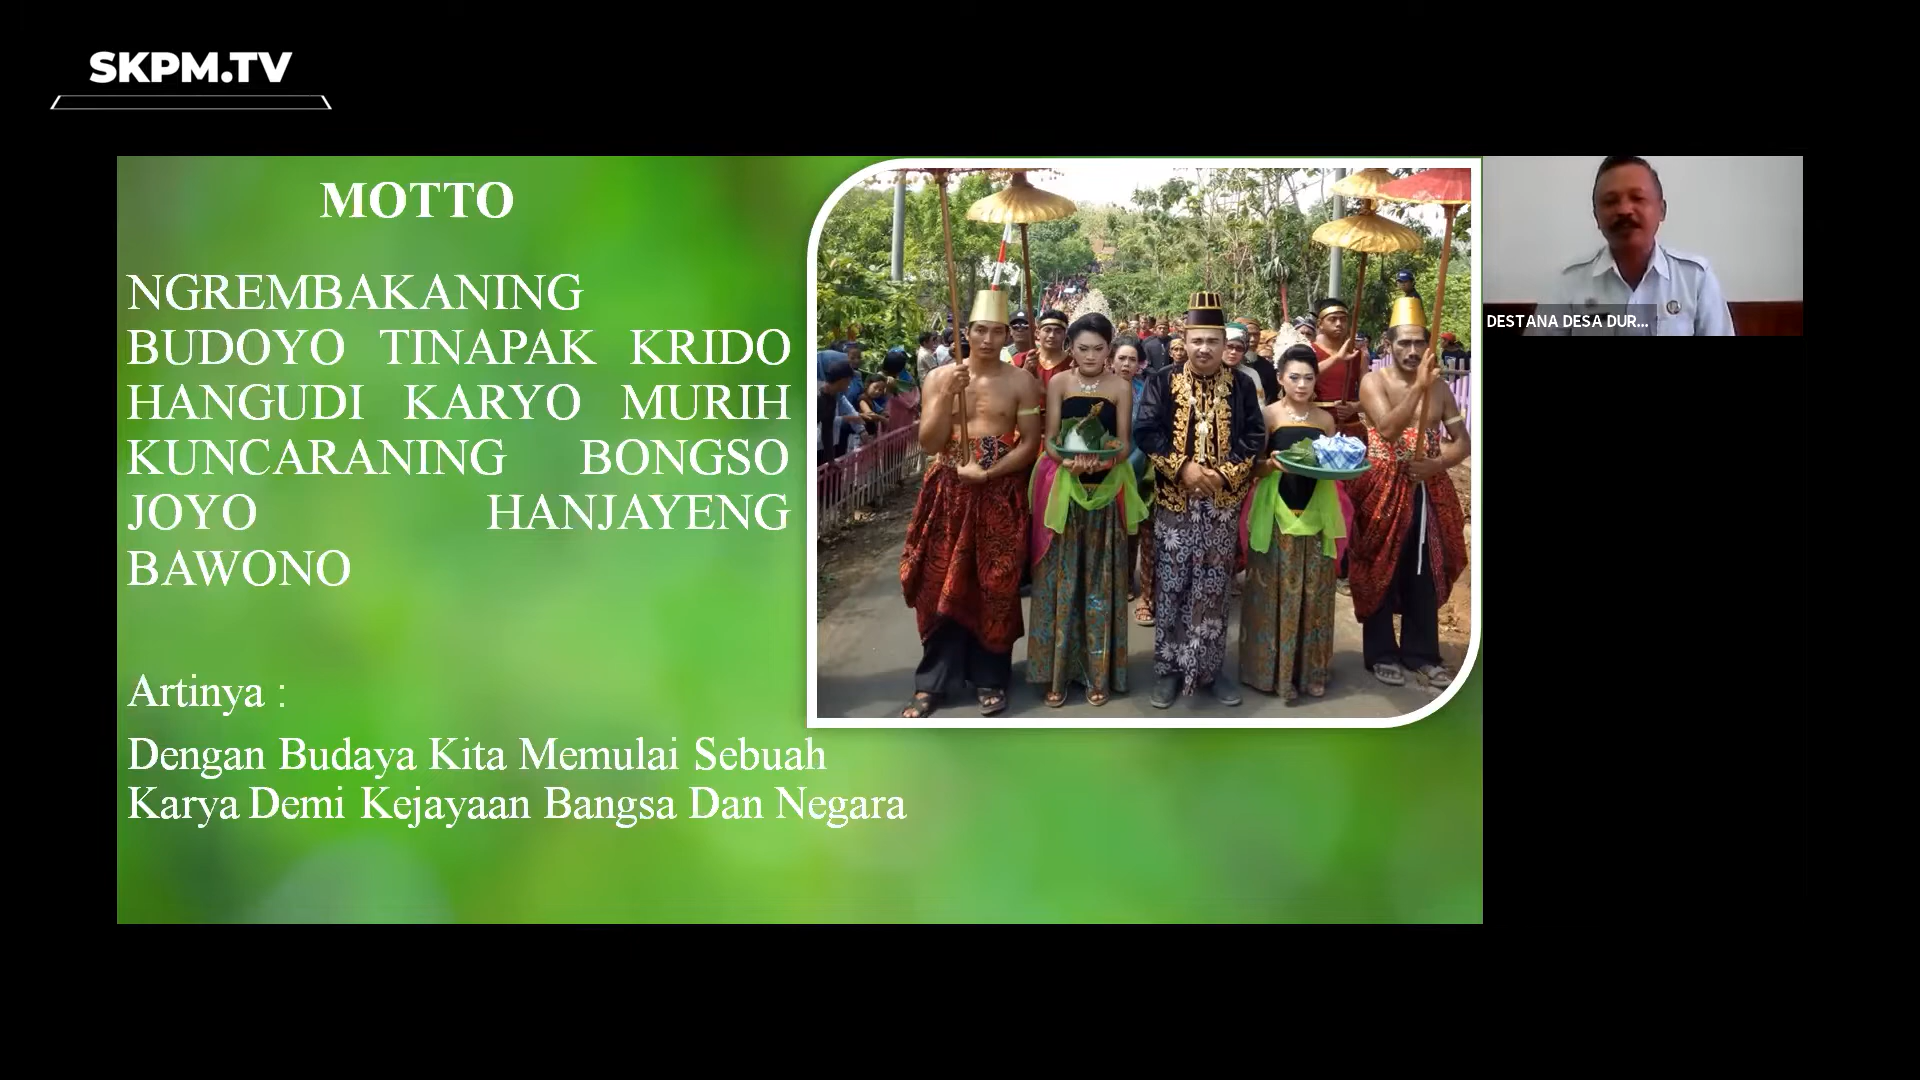 SKPM.TV
MOTTO
NGREMBAKANING
BUDOYO TINAPAK KRIDO
HANGUDI KARYO MURIH
KUNCARANING BONGSO
JOYO HANJAYENG
BAWONO
Artinya :
Dengan Budaya Kita Memulai Sebuah
Karya Demi Kejayaan Bangsa Dan Negara
DESTANA DESA DUR...